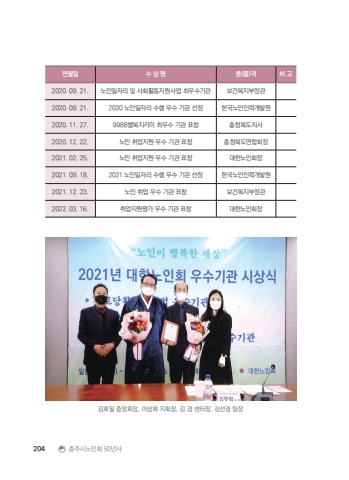 연월일 수 상 명 훈(품)격 비 고
2020. 09. 21. 노인일자리 및 사회활동지원사업 최우수기관 보건복지부장관
2020. 09. 21. 2020 노인일자리 수행 우수 기관 선정 한국노인인력개발원
2020. 11. 27. 9988행복지키미 최우수 기관 표창 충청북도지사
2020. 12. 22. 노인 취업지원 우수 기관 표창 충청북도연합회장
2021. 02. 25. 노인 취업지원 우수 기관 표창 대한노인회장
2021. 09. 18. 2021 노인일자리 수행 우수 기관 선정 한국노인인력개발원
2021. 12. 23. 노인 취업 우수 기관 표창 보건복지부장관
2022. 03. 16. 취업지원평가 우수 기관 표창 대한노인회장
"노인이 행복한 세상"
2021년 대한노인회 우수기관 시상식
우수기관
수기관
대한노인회
김호일 중앙회장, 이상희 지회장, 김 경 센터장, 김선경 팀장
204 충주시노인회 50년사